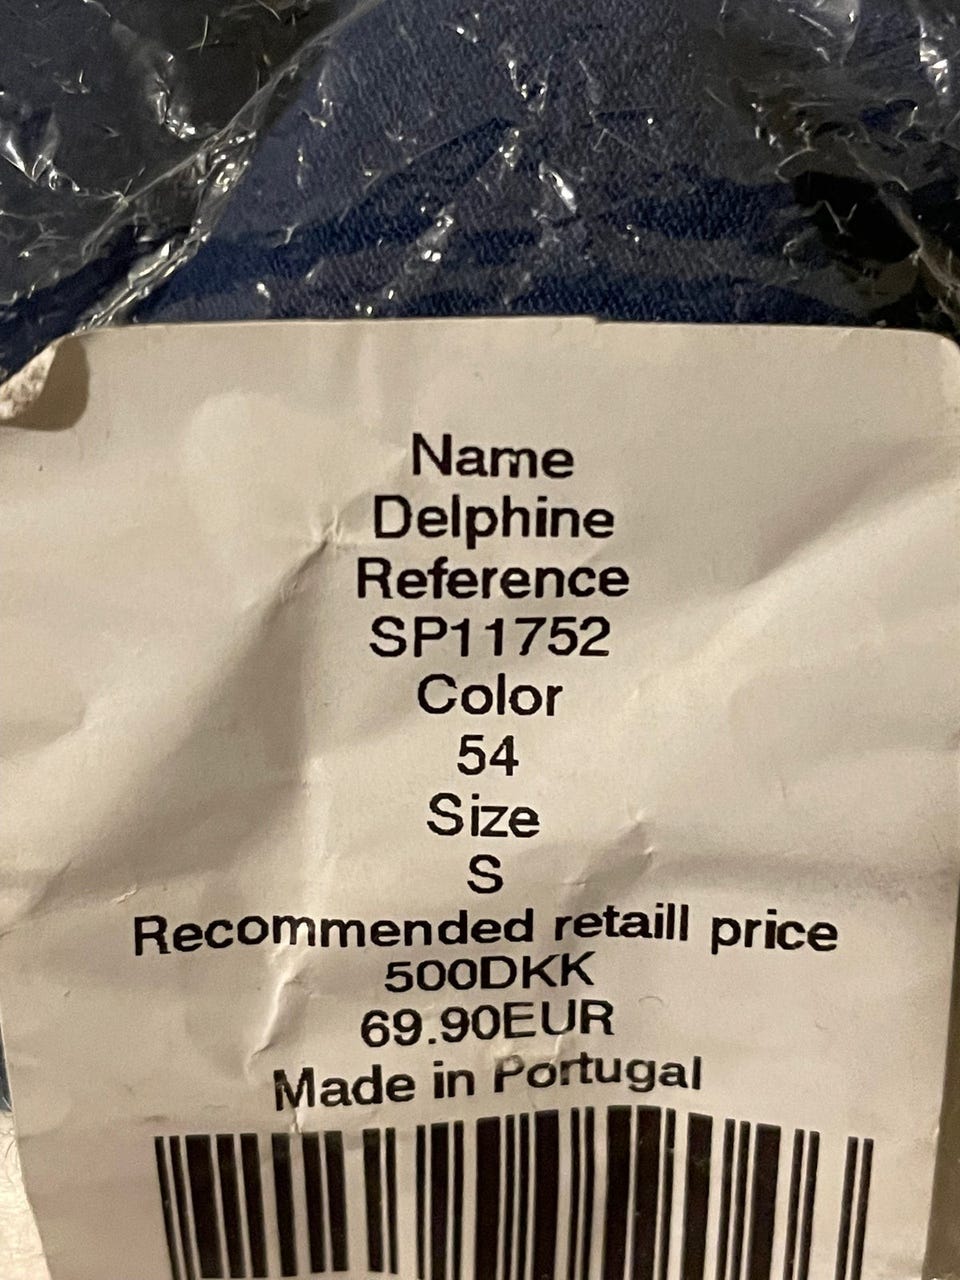 Name
Delphine
Reference
SP11752
Color
54
Size
S
Recommended retaill price
500DKK
69.90EUR
Made in Portugal